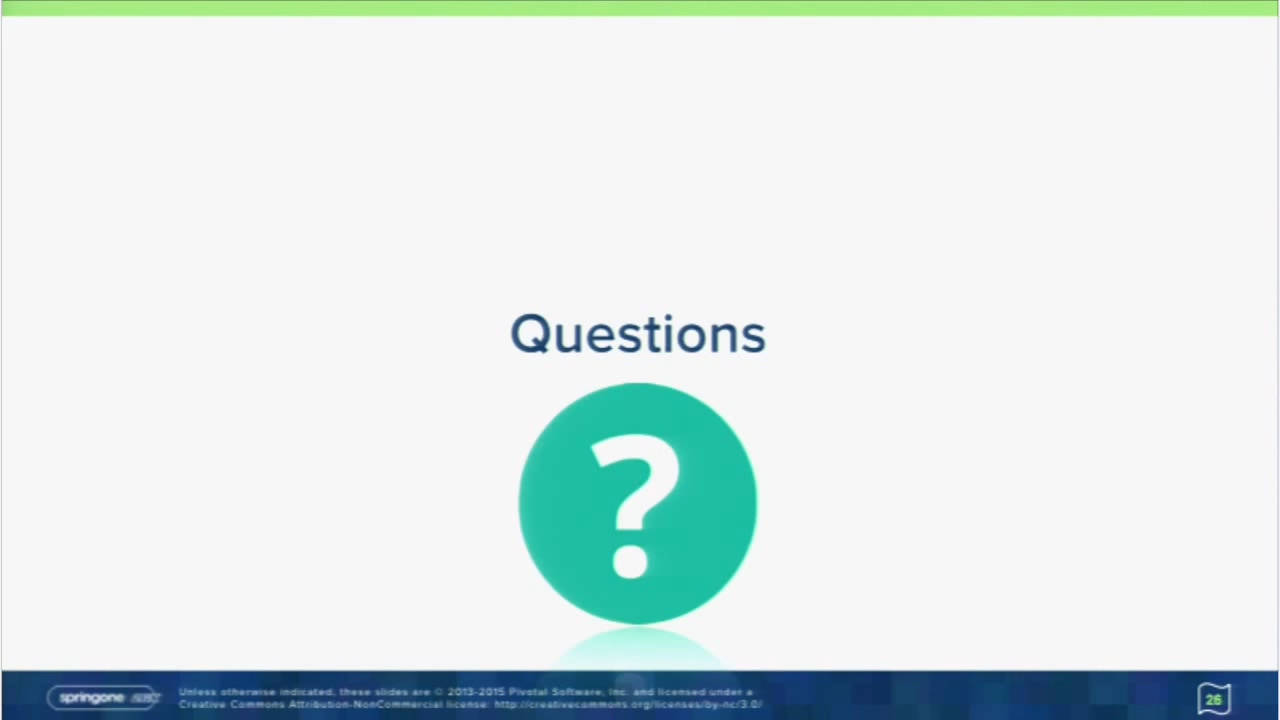 Questions
?
springone
Unless otherwise indicated, these slides are © 2013-2015 Pivotal Software, Inc. and licensed under a
Creative Commons Attribution-NonCommercial license: http://creativecommons.org/licenses/by-nc/3.0/
26